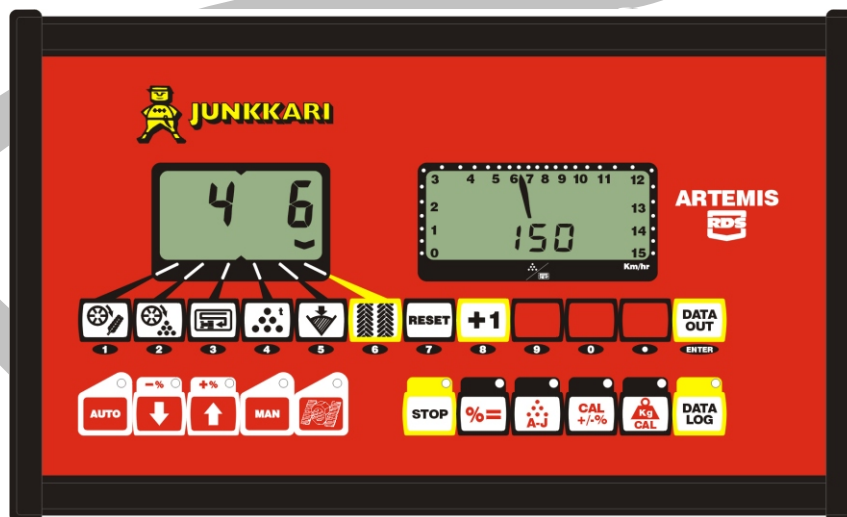 JUNKKARI
4 6
3 4 5 6 7 8 9 10 11 12
2 13
1 14
0 15
150
Km/hr
ARTEMIS
RDS
t
RESET
+1
DATA
OUT
1 2 3 4 5 6 7 8 9 0 • ENTER
-% +%
AUTO
MAN
STOP
%=
A-J
CAL
+/-%
Kg
CAL
DATA
LOG